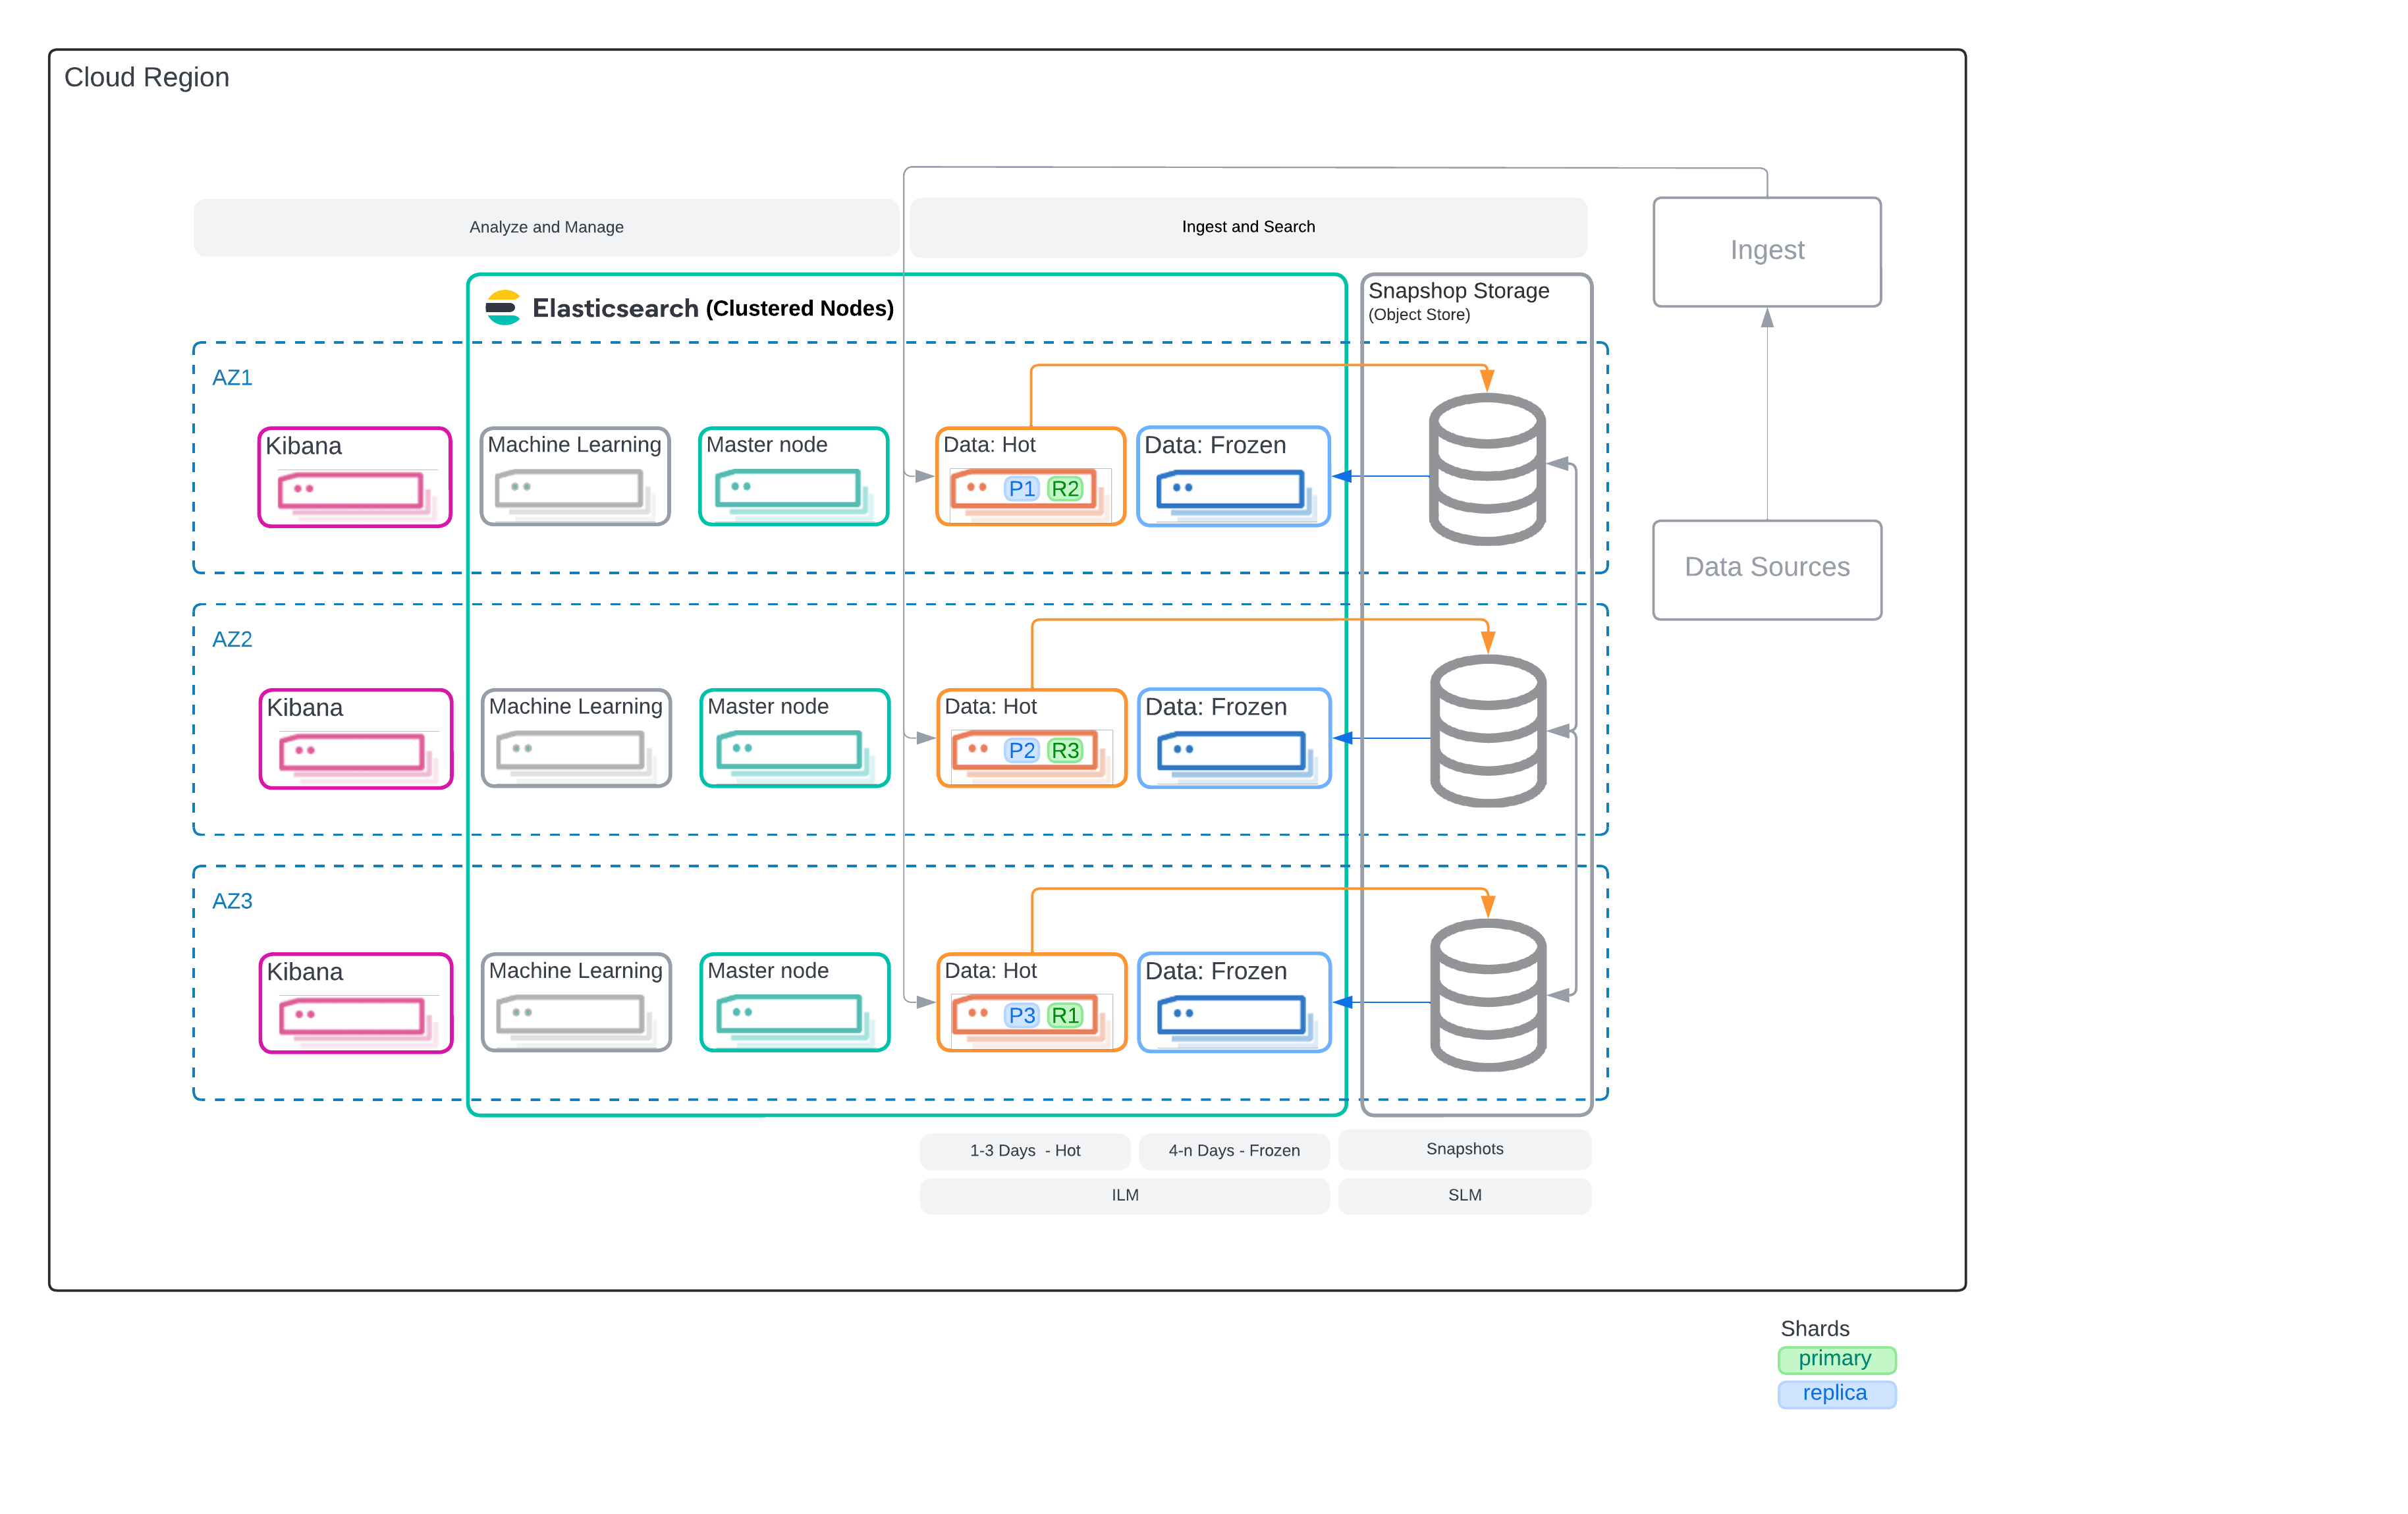 Cloud Region
Analyze and Manage
Ingest and Search
Ingest
Elasticsearch (Clustered Nodes)
Snapshop Storage
(Object Store)
AZ1
Kibana
Machine Learning
Master node
Data: Hot
P1 R2
Data: Frozen
Data Sources
AZ2
Kibana
Machine Learning
Master node
Data: Hot
P2 R3
Data: Frozen
AZ3
Kibana
Machine Learning
Master node
Data: Hot
P3 R1
Data: Frozen
1-3 Days - Hot
4-n Days - Frozen
Snapshots
ILM
SLM
Shards
primary
replica